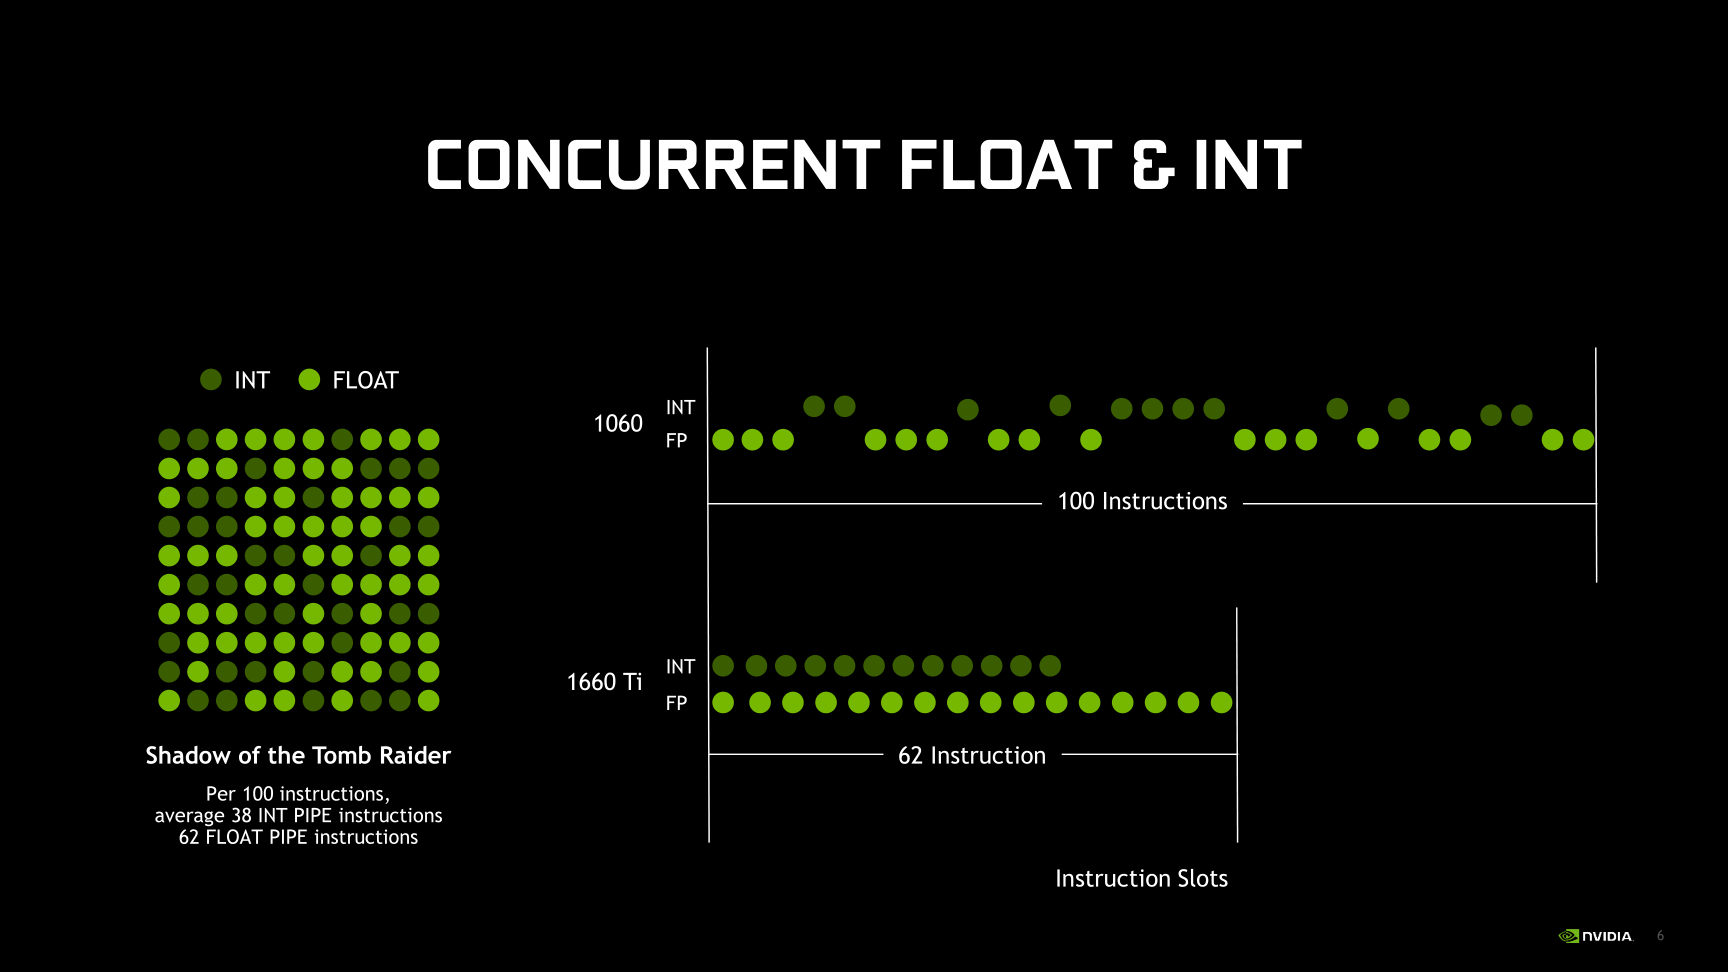 CONCURRENT FLOAT & INT
INT
FLOAT
Shadow of the Tomb Raider
Per 100 instructions,
average 38 INT PIPE instructions
62 FLOAT PIPE instructions
1060
INT
FP
100 Instructions
1660 Ti
INT
FP
62 Instruction
Instruction Slots
NVIDIA
6